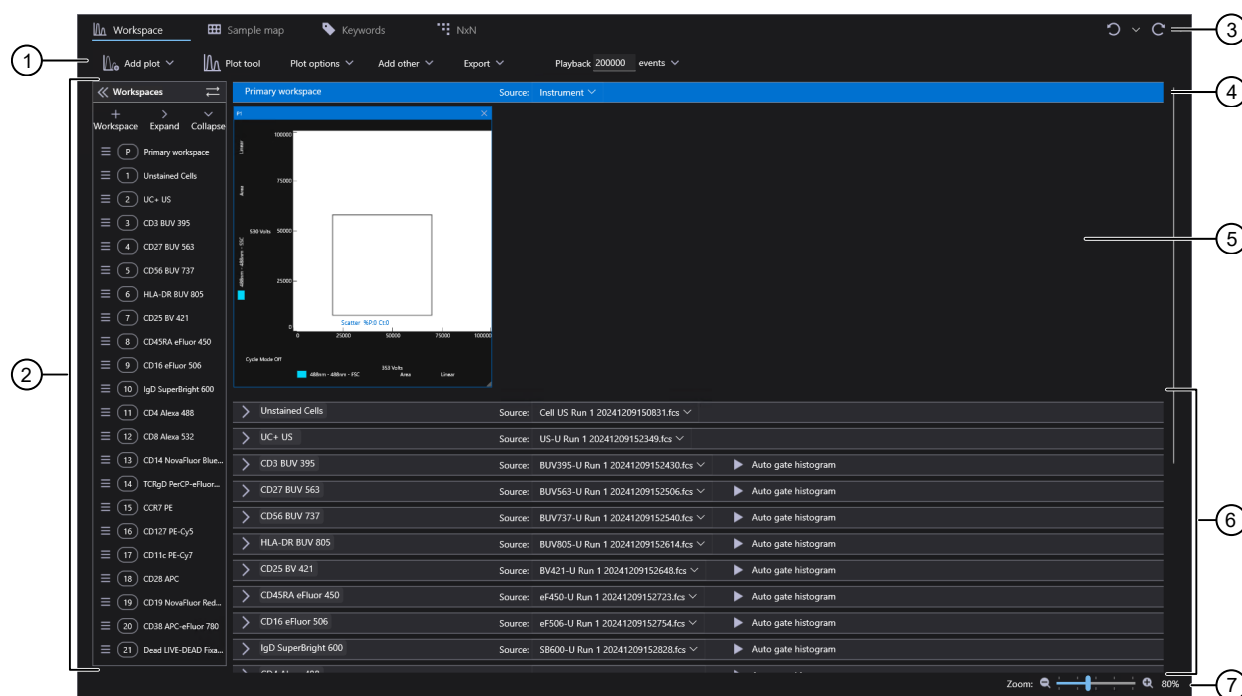 Workspace Sample map Keywords NxN
3
1
Add plot Plot tool Plot options Add other Export Playback 200000 events
2
Workspaces
Workspace Expand Collapse
P Primary workspace
1 Unstained Cells
2 UC+ US
3 CD3 BUV 395
4 CD27 BUV 563
5 CD56 BUV 737
6 HLA-DR BUV 805
7 CD25 BV 421
8 CD45RA eFluor 450
9 CD16 eFluor 506
10 IgD SuperBright 600
11 CD4 Alexa 488
12 CD8 Alexa 532
13 CD14 NovaFluor Blue...
14 TCRgD PerCP-eFluor...
15 CCR7 PE
16 CD127 PE-Cy5
17 CD11c PE-Cy7
18 CD28 APC
19 CD19 NovaFluor Red...
20 CD38 APC-eFluor 780
21 Dead LIVE-DEAD Fixa...
Primary workspace Source: Instrument
4
P1
Linear
Area
530 Volts
488nm - 488nm - SSC
100000
75000
50000
25000
0
Scatter %P:0 Ct:0
0 25000 50000 75000 100000
Cycle Mode Off
488nm - 488nm - FSC 353 Volts Area Linear
5
Unstained Cells Source: Cell US Run 1 20241209150831.fcs
UC+ US Source: US-U Run 1 20241209152349.fcs
CD3 BUV 395 Source: BUV395-U Run 1 20241209152430.fcs Auto gate histogram
CD27 BUV 563 Source: BUV563-U Run 1 20241209152506.fcs Auto gate histogram
CD56 BUV 737 Source: BUV737-U Run 1 20241209152540.fcs Auto gate histogram
HLA-DR BUV 805 Source: BUV805-U Run 1 20241209152614.fcs Auto gate histogram
CD25 BV 421 Source: BV421-U Run 1 20241209152648.fcs Auto gate histogram
CD45RA eFluor 450 Source: eF450-U Run 1 20241209152723.fcs Auto gate histogram
CD16 eFluor 506 Source: eF506-U Run 1 20241209152754.fcs Auto gate histogram
IgD SuperBright 600 Source: SB600-U Run 1 20241209152828.fcs Auto gate histogram
6
Zoom: 80%
7